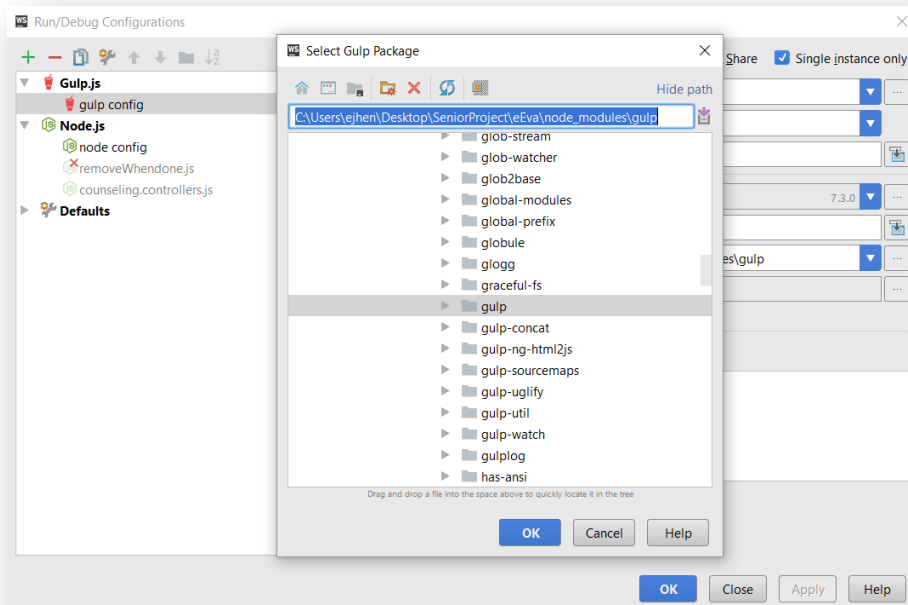 WS Run/Debug Configurations
Gulp.js
gulp config
Node.js
node config
removeWhendone.js
counseling.controllers.js
Defaults
WS Select Gulp Package
Hide path
C:\Users\ejhen\Desktop\SeniorProject\eEva\node_modules\gulp
glob-stream
glob-watcher
glob2base
global-modules
global-prefix
globule
glogg
graceful-fs
gulp
gulp-concat
gulp-ng-html2js
gulp-sourcemaps
gulp-uglify
gulp-util
gulp-watch
gulplog
has-ansi
Drag and drop a file into the space above to quickly locate it in the tree
OK Cancel Help
Share Single instance only
7.3.0
es\gulp
OK Close Apply Help